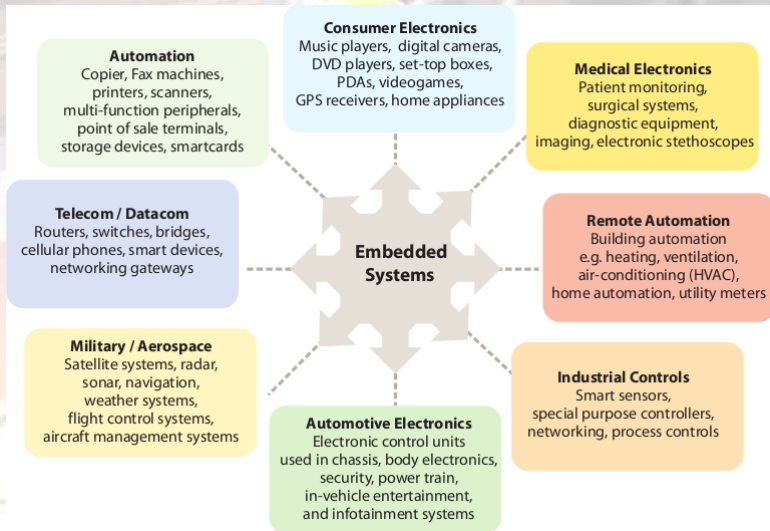 Consumer Electronics
Music players, digital cameras,
DVD players, set-top boxes,
PDAs, videogames,
GPS receivers, home appliances
Automation
Copier, Fax machines,
printers, scanners,
multi-function peripherals,
point of sale terminals,
storage devices, smartcards
Medical Electronics
Patient monitoring,
surgical systems,
diagnostic equipment,
imaging, electronic stethoscopes
Telecom / Datacom
Routers, switches, bridges,
cellular phones, smart devices,
networking gateways
Embedded
Systems
Remote Automation
Building automation
e.g. heating, ventilation,
air-conditioning (HVAC),
home automation, utility meters
Military / Aerospace
Satellite systems, radar,
sonar, navigation,
weather systems,
flight control systems,
aircraft management systems
Automotive Electronics
Electronic control units
used in chassis, body electronics,
security, power train,
in-vehicle entertainment,
and infotainment systems
Industrial Controls
Smart sensors,
special purpose controllers,
networking, process controls